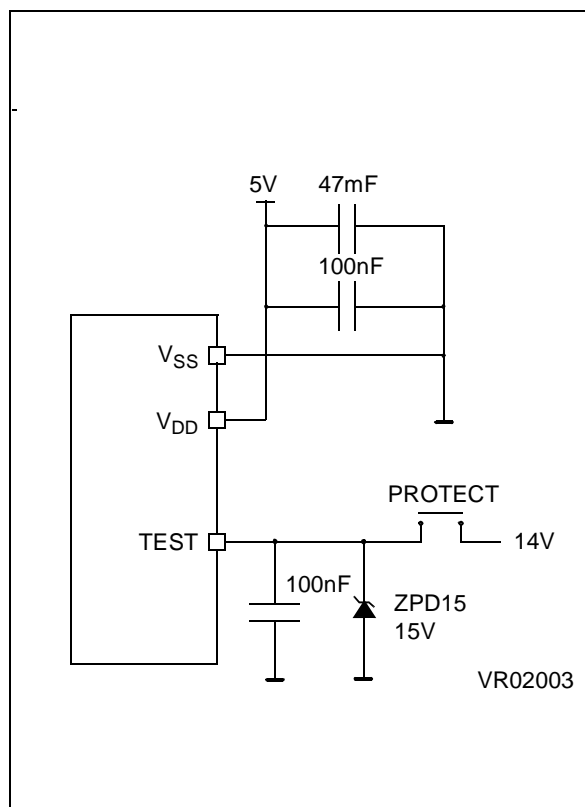 5V 47mF
100nF
VSS
VDD
PROTECT
TEST 14V
100nF ZPD15
15V
VR02003